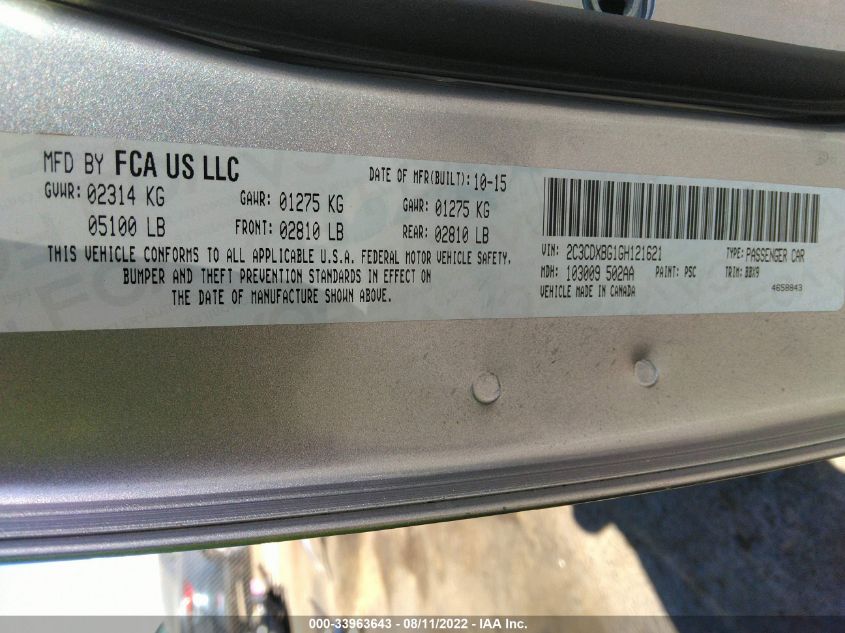 MFD BY FCA US LLC
DATE OF MFR(BUILT): 10-15
GVWR: 02314 KG
GAWR: 01275 KG
GAWR: 01275 KG
05100 LB
FRONT: 02810 LB
REAR: 02810 LB
THIS VEHICLE CONFORMS TO ALL APPLICABLE U.S.A. FEDERAL MOTOR VEHICLE SAFETY,
BUMPER AND THEFT PREVENTION STANDARDS IN EFFECT
THE DATE OF MANUFACTURE SHOWN ABOVE.
VIN: 2C3CDXBG1GH121621
TYPE: PASSENGER CAR
MDH: 103009 502AA
PAINT: PSC
TRIM: BBX9
VEHICLE MADE IN CANADA
4658843
000-33963643 - 08/11/2022 - IAA Inc.